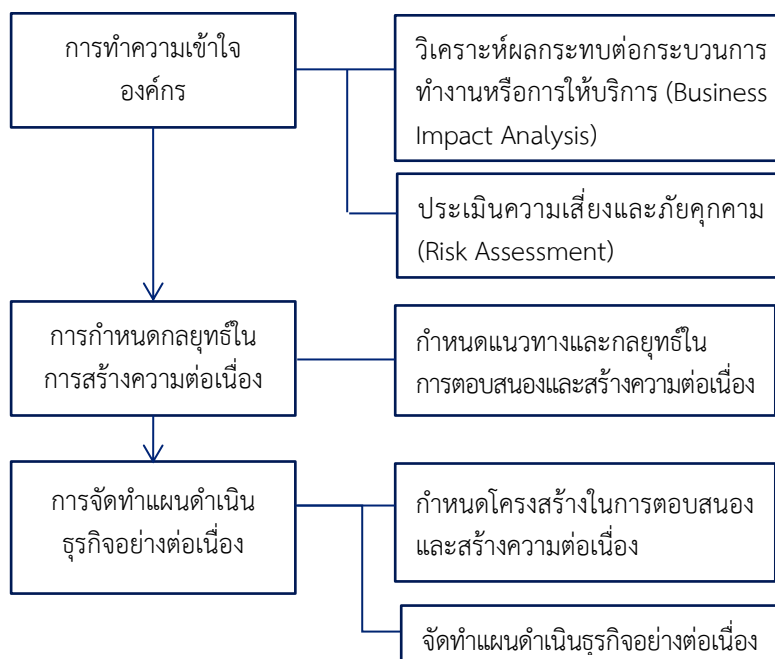 การทำความเข้าใจ
องค์กร
วิเคราะห์ผลกระทบต่อกระบวนการ
ทำงานหรือการให้บริการ (Business
Impact Analysis)
ประเมินความเสี่ยงและภัยคุกคาม
(Risk Assessment)
การกำหนดกลยุทธ์ใน
การสร้างความต่อเนื่อง
กำหนดแนวทางและกลยุทธ์ใน
การตอบสนองและสร้างความต่อเนื่อง
การจัดทำแผนดำเนิน
ธุรกิจอย่างต่อเนื่อง
กำหนดโครงสร้างในการตอบสนอง
และสร้างความต่อเนื่อง
จัดทำแผนดำเนินธุรกิจอย่างต่อเนื่อง